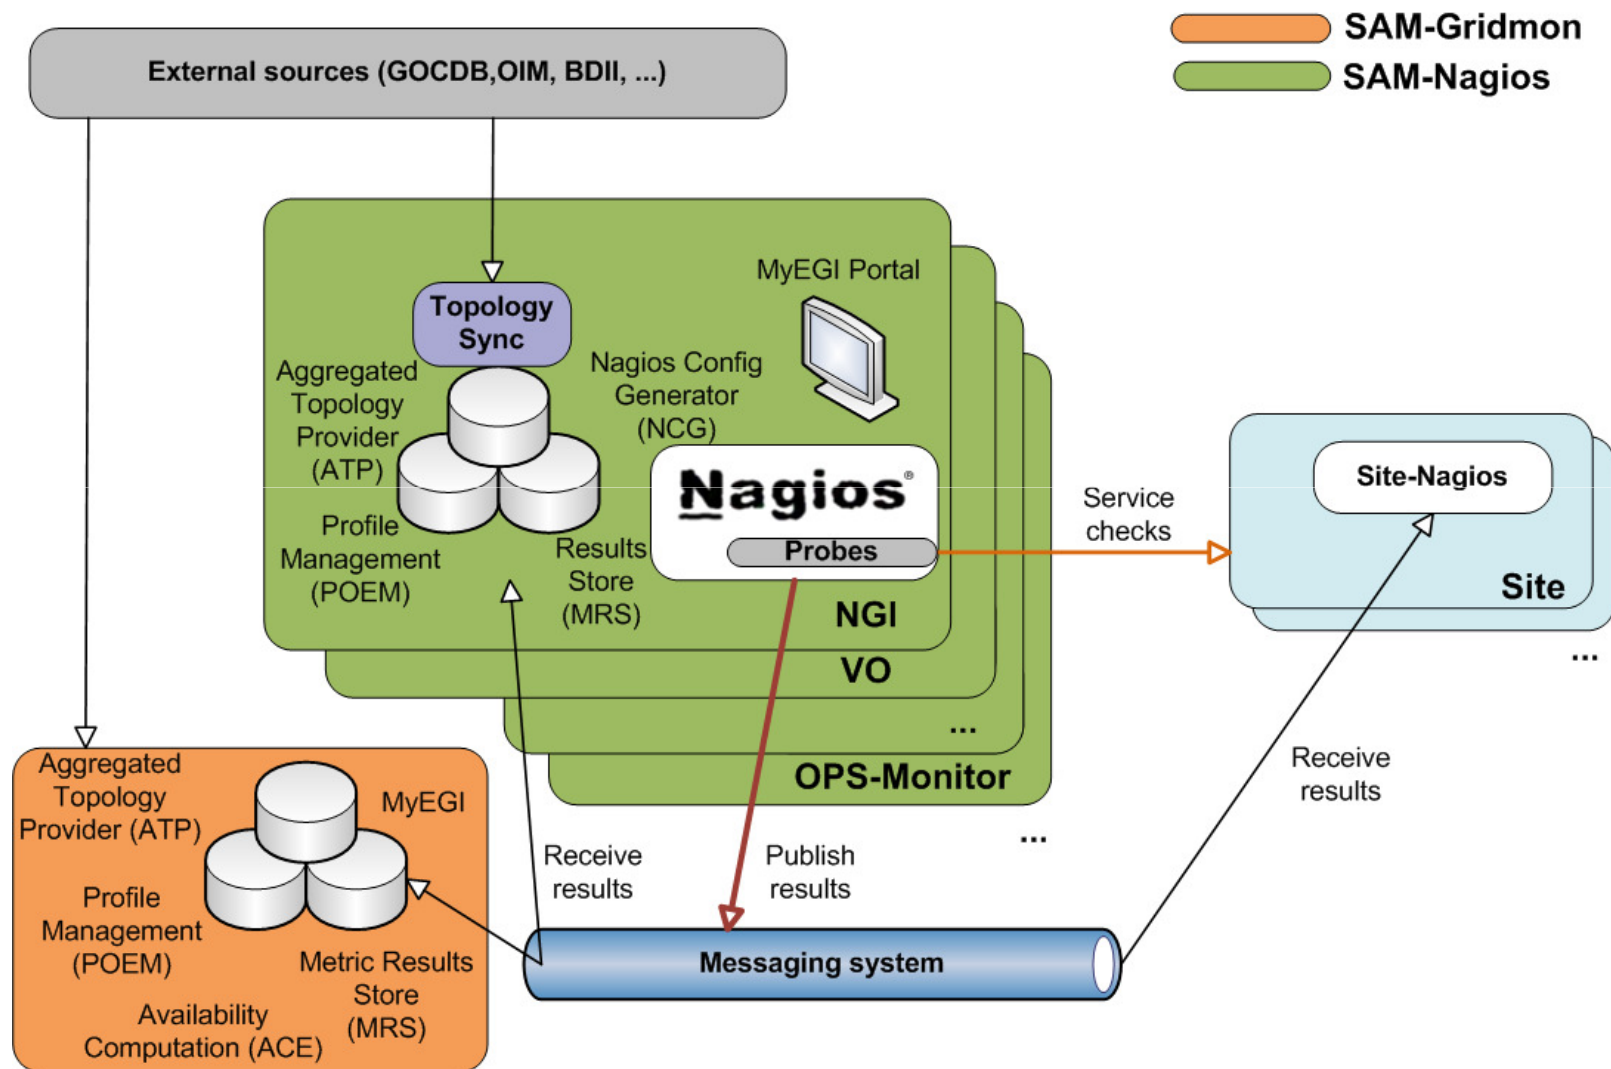 SAM-Gridmon
SAM-Nagios
External sources (GOCDB,OIM, BDII, ...)
MyEGI Portal
Topology
Sync
Aggregated
Topology
Provider
(ATP)
Nagios Config
Generator
(NCG)
Nagios®
Probes
Profile
Management
(POEM)
Results
Store
(MRS)
NGI
VO
...
OPS-Monitor
...
Service
checks
Site-Nagios
Site
...
Receive
results
Aggregated
Topology
Provider (ATP)
MyEGI
Profile
Management
(POEM)
Metric Results
Store
(MRS)
Availability
Computation (ACE)
Receive
results
Publish
results
Messaging system